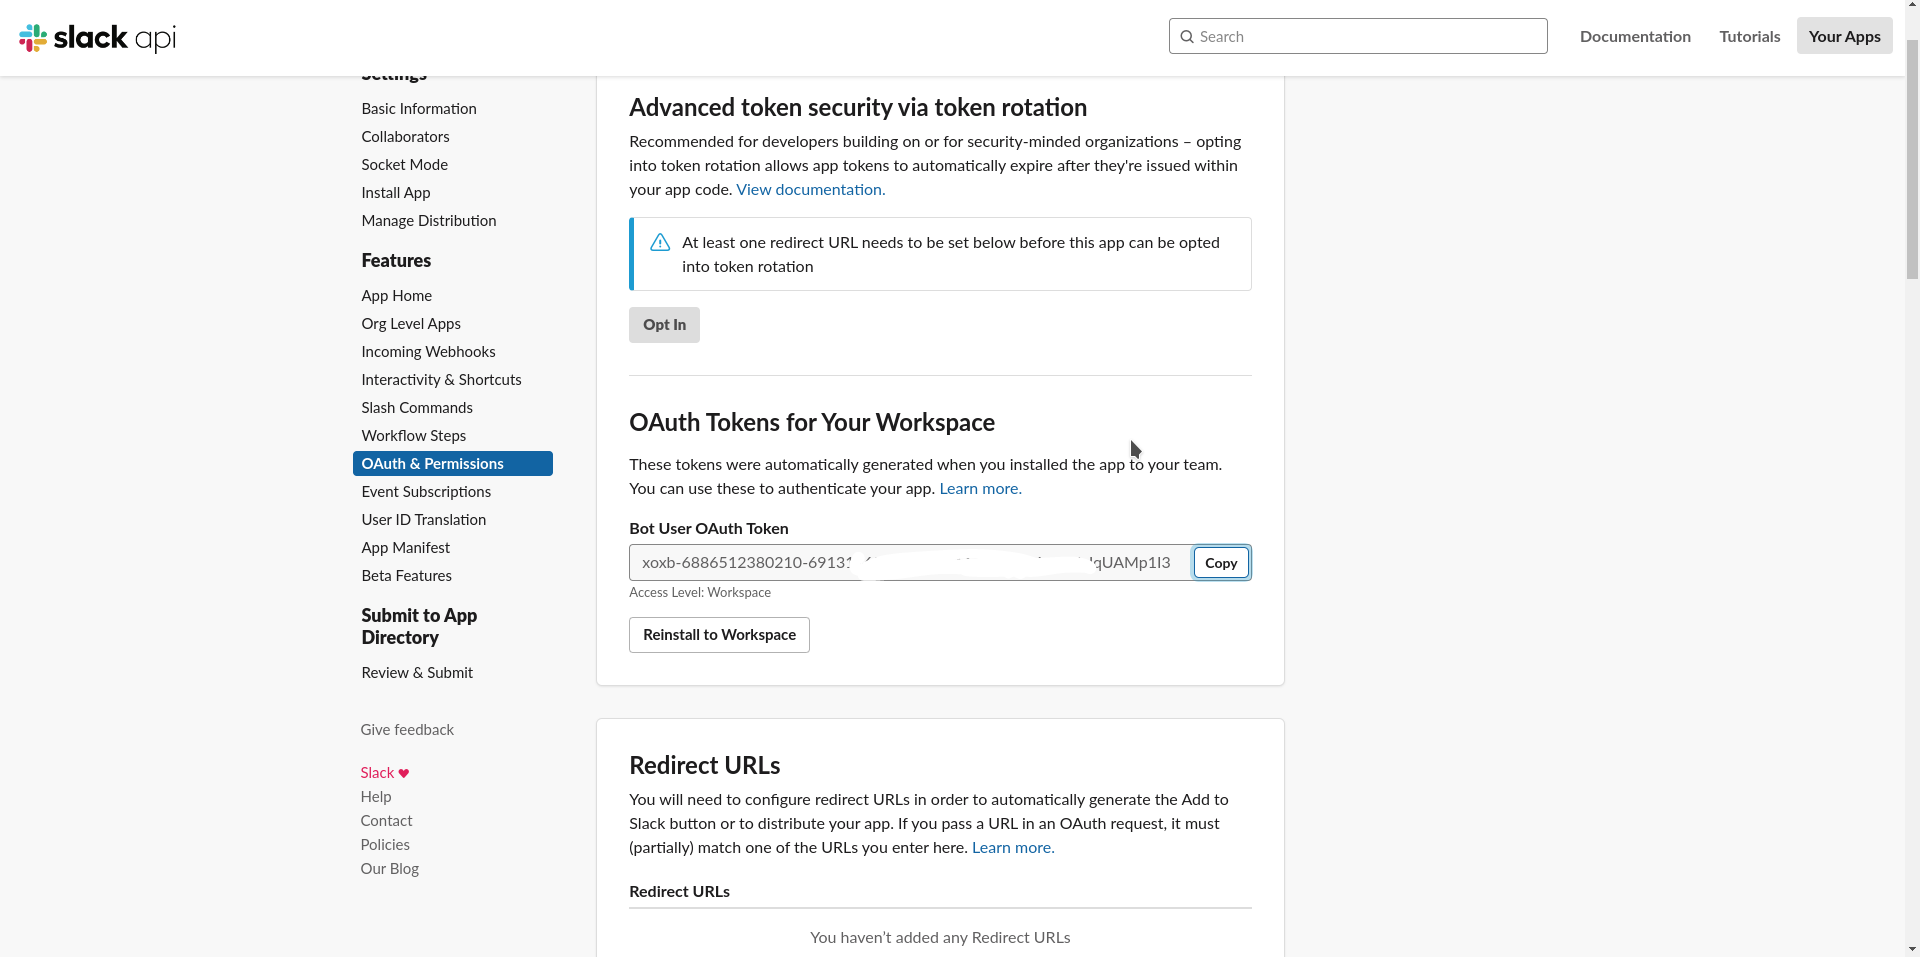 slack api
Search
Documentation
Tutorials
Your Apps
Settings
Basic Information
Collaborators
Socket Mode
Install App
Manage Distribution
Features
App Home
Org Level Apps
Incoming Webhooks
Interactivity & Shortcuts
Slash Commands
Workflow Steps
OAuth & Permissions
Event Subscriptions
User ID Translation
App Manifest
Beta Features
Submit to App
Directory
Review & Submit
Give feedback
Slack ♥
Help
Contact
Policies
Our Blog
Advanced token security via token rotation
Recommended for developers building on or for security-minded organizations – opting
into token rotation allows app tokens to automatically expire after they're issued within
your app code. View documentation.
At least one redirect URL needs to be set below before this app can be opted
into token rotation
Opt In
OAuth Tokens for Your Workspace
These tokens were automatically generated when you installed the app to your team.
You can use these to authenticate your app. Learn more.
Bot User OAuth Token
xoxb-6886512380210-69131 qUAMp1I3
Copy
Access Level: Workspace
Reinstall to Workspace
Redirect URLs
You will need to configure redirect URLs in order to automatically generate the Add to
Slack button or to distribute your app. If you pass a URL in an OAuth request, it must
(partially) match one of the URLs you enter here. Learn more.
Redirect URLs
You haven’t added any Redirect URLs